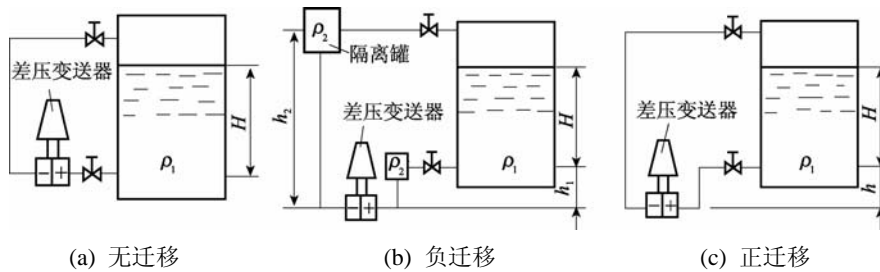 差压变送器
− +
ρ₁
H
(a) 无迁移
h₂
ρ₂
隔离罐
差压变送器
ρ₂
− +
ρ₁
H
h₁
(b) 负迁移
差压变送器
− +
ρ₁
H
h
(c) 正迁移